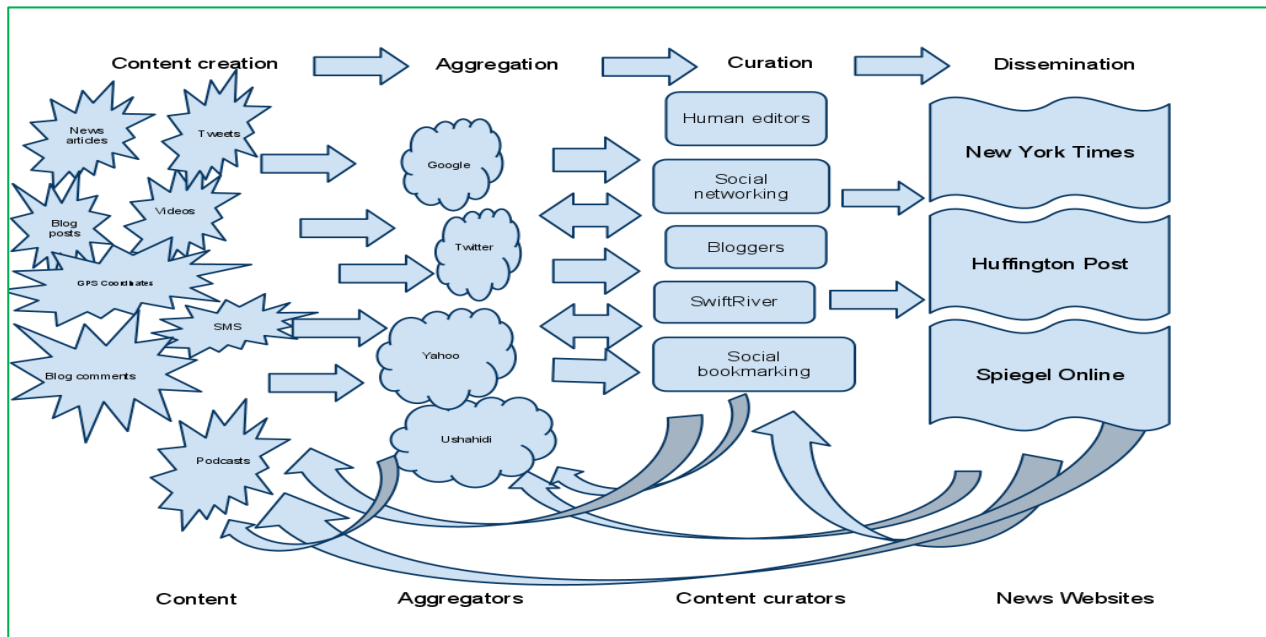 Content creation
Aggregation
Curation
Dissemination
News
articles
Tweets
Blog
posts
Videos
GPS Coordinates
SMS
Blog comments
Podcasts
Google
Twitter
Yahoo
Ushahidi
Human editors
Social
networking
Bloggers
SwiftRiver
Social
bookmarking
New York Times
Huffington Post
Spiegel Online
Content
Aggregators
Content curators
News Websites